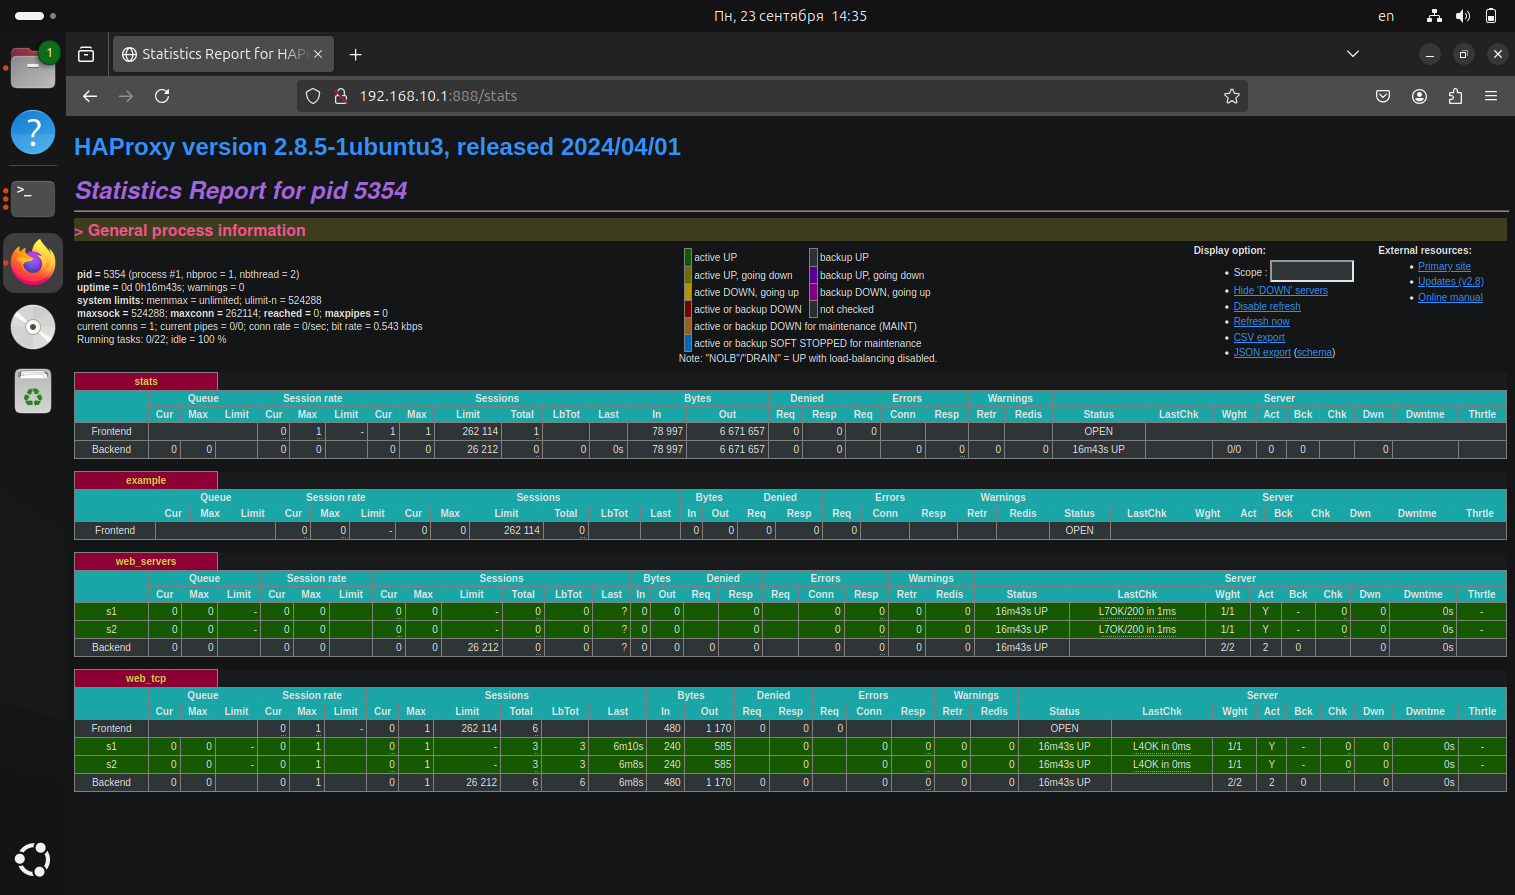 Пн, 23 сентября 14:35
en
1
Statistics Report for HAP
192.168.10.1:888/stats
HAProxy version 2.8.5-1ubuntu3, released 2024/04/01
Statistics Report for pid 5354
> General process information
pid = 5354 (process #1, nbproc = 1, nbthread = 2)
uptime = 0d 0h16m43s; warnings = 0
system limits: memmax = unlimited; ulimit-n = 524288
maxsock = 524288; maxconn = 262114; reached = 0; maxpipes = 0
current conns = 1; current pipes = 0/0; conn rate = 0/sec; bit rate = 0.543 kbps
Running tasks: 0/22; idle = 100 %
active UP backup UP
active UP, going down backup UP, going down
active DOWN, going up backup DOWN, going up
active or backup DOWN not checked
active or backup DOWN for maintenance (MAINT)
active or backup SOFT STOPPED for maintenance
Note: "NOLB"/"DRAIN" = UP with load-balancing disabled.
Display option:
Scope :
Hide 'DOWN' servers
Disable refresh
Refresh now
CSV export
JSON export (schema)
External resources:
Primary site
Updates (v2.8)
Online manual
stats
Queue Session rate Sessions Bytes Denied Errors Warnings Server
Cur Max Limit Cur Max Limit Cur Max Limit Total LbTot Last In Out Req Resp Req Conn Resp Retr Redis Status LastChk Wght Act Bck Chk Dwn Dwntme Thrtle
Frontend 0 1 - 1 1 262 114 1 78 997 6 671 657 0 0 0 OPEN
Backend 0 0 0 0 0 0 26 212 0 0 0s 78 997 6 671 657 0 0 0 0 0 0 16m43s UP 0/0 0 0 0
example
Queue Session rate Sessions Bytes Denied Errors Warnings Server
Cur Max Limit Cur Max Limit Cur Max Limit Total LbTot Last In Out Req Resp Req Conn Resp Retr Redis Status LastChk Wght Act Bck Chk Dwn Dwntme Thrtle
Frontend 0 0 - 0 0 262 114 0 0 0 0 0 0 OPEN
web_servers
Queue Session rate Sessions Bytes Denied Errors Warnings Server
Cur Max Limit Cur Max Limit Cur Max Limit Total LbTot Last In Out Req Resp Req Conn Resp Retr Redis Status LastChk Wght Act Bck Chk Dwn Dwntme Thrtle
s1 0 0 - 0 0 0 0 - 0 0 ? 0 0 0 0 0 0 0 16m43s UP L7OK/200 in 1ms 1/1 Y - 0 0 0s -
s2 0 0 - 0 0 0 0 - 0 0 ? 0 0 0 0 0 0 0 16m43s UP L7OK/200 in 1ms 1/1 Y - 0 0 0s -
Backend 0 0 0 0 0 0 26 212 0 0 ? 0 0 0 0 0 0 0 0 16m43s UP 2/2 2 0 0 0s
web_tcp
Queue Session rate Sessions Bytes Denied Errors Warnings Server
Cur Max Limit Cur Max Limit Cur Max Limit Total LbTot Last In Out Req Resp Req Conn Resp Retr Redis Status LastChk Wght Act Bck Chk Dwn Dwntme Thrtle
Frontend 0 1 - 0 1 262 114 6 480 1 170 0 0 0 OPEN
s1 0 0 - 0 1 0 1 - 3 3 6m10s 240 585 0 0 0 0 0 16m43s UP L4OK in 0ms 1/1 Y - 0 0 0s -
s2 0 0 - 0 1 0 1 - 3 3 6m8s 240 585 0 0 0 0 0 16m43s UP L4OK in 0ms 1/1 Y - 0 0 0s -
Backend 0 0 0 1 0 1 26 212 6 6 6m8s 480 1 170 0 0 0 0 0 0 16m43s UP 2/2 2 0 0 0s